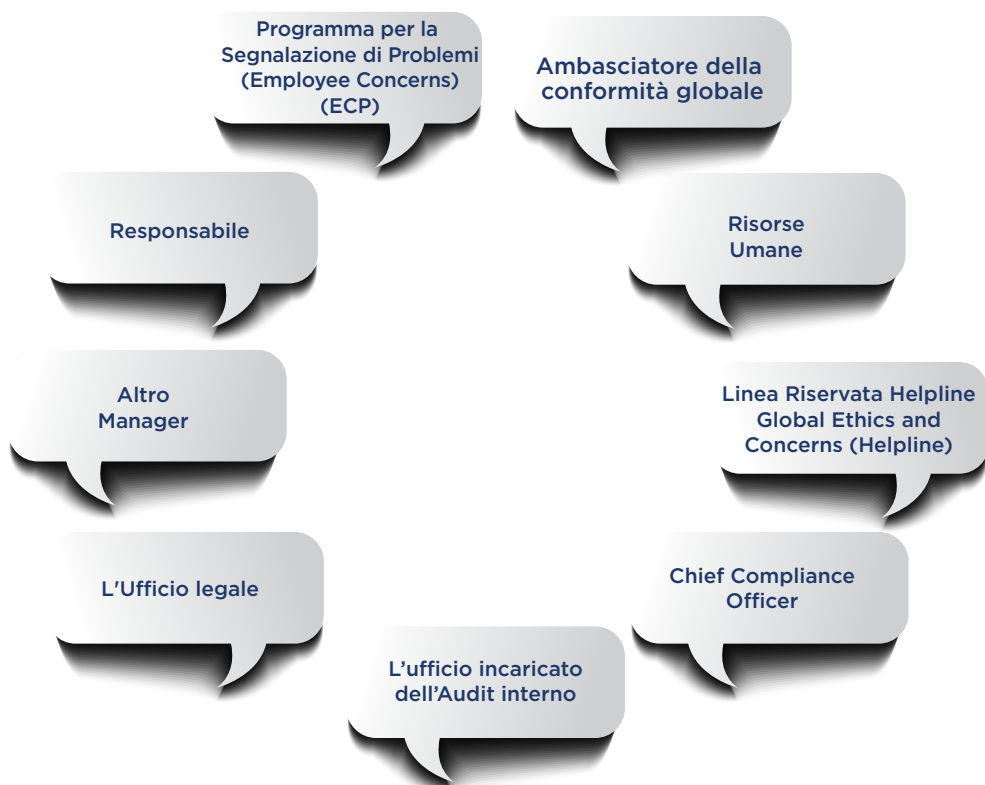 Programma per la
Segnalazione di Problemi
(Employee Concerns)
(ECP)
Ambasciatore della
conformità globale
Responsabile
Risorse
Umane
Altro
Manager
Linea Riservata Helpline
Global Ethics and
Concerns (Helpline)
L'Ufficio legale
Chief Compliance
Officer
L’ufficio incaricato
dell’Audit interno